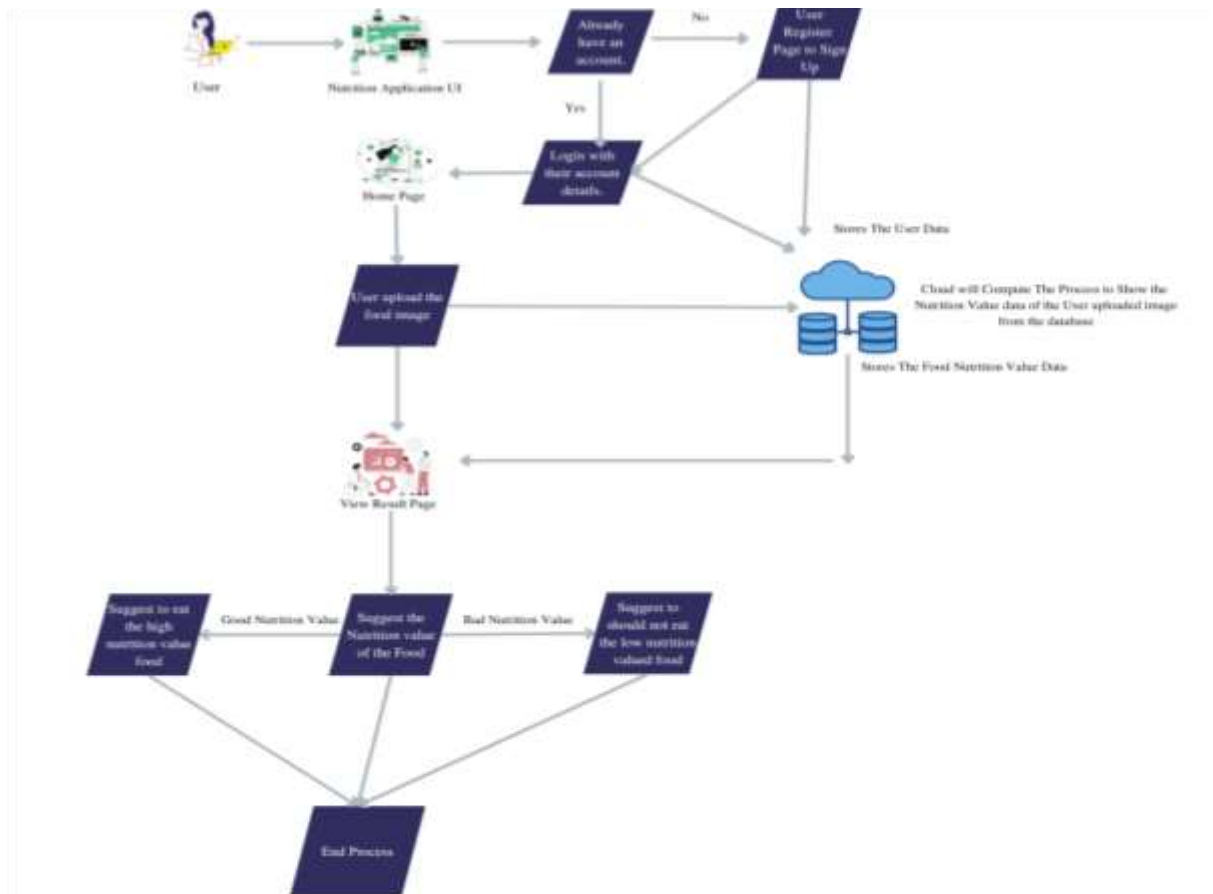 User
Nutrition Application UI
Already
have an
account.
No
User
Register
Page to Sign
Up
Yes
Login with
their account
details.
Home Page
Stores The User Data
User upload the
food image
Cloud will Compute The Process to Show the
Nutrition Value data of the User uploaded image
from the database
Stores The Food Nutrition Value Data
View Result Page
Suggest to eat
the high
nutrition value
food
Good Nutrition Value
Suggest the
Nutrition value
of the Food
Bad Nutrition Value
Suggest to
should not eat
the low nutrition
valued food
End Process